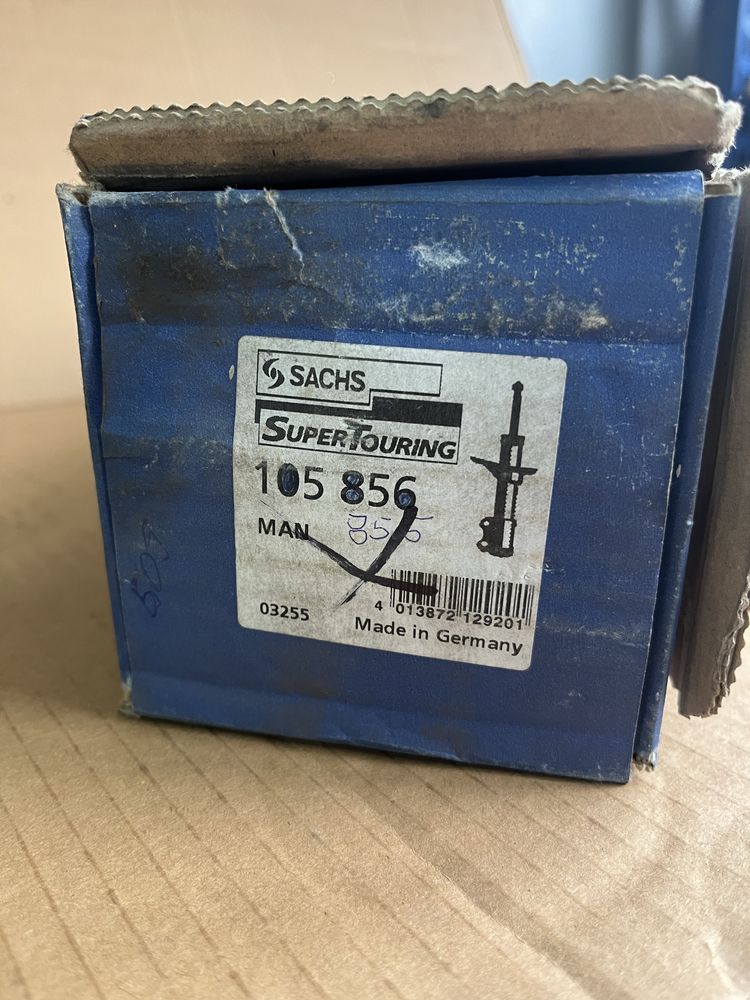 SACHS
SUPERTOURING
105 856
MAN 855
03255
4 013872 129201
Made in Germany